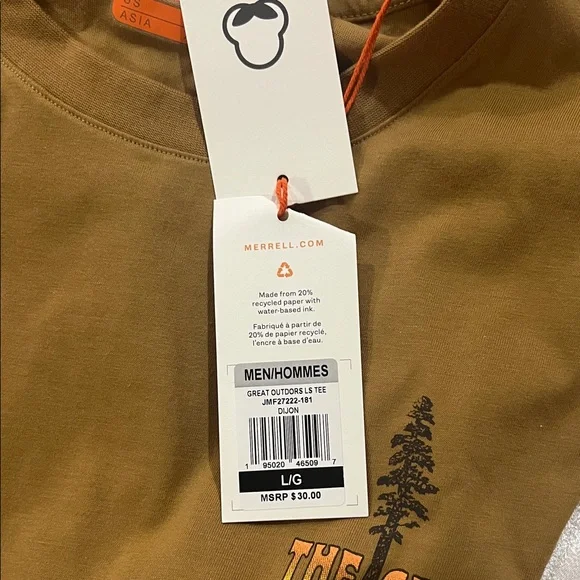 US
ASIA
MERRELL.COM
Made from 20%
recycled paper with
water-based ink.
Fabriqué à partir de
20% de papier recyclé,
l'encre à base d'eau.
MEN/HOMMES
GREAT OUTDORS LS TEE
JMF27222-181
DIJON
1 95020 46509 7
L/G
MSRP $30.00
THE